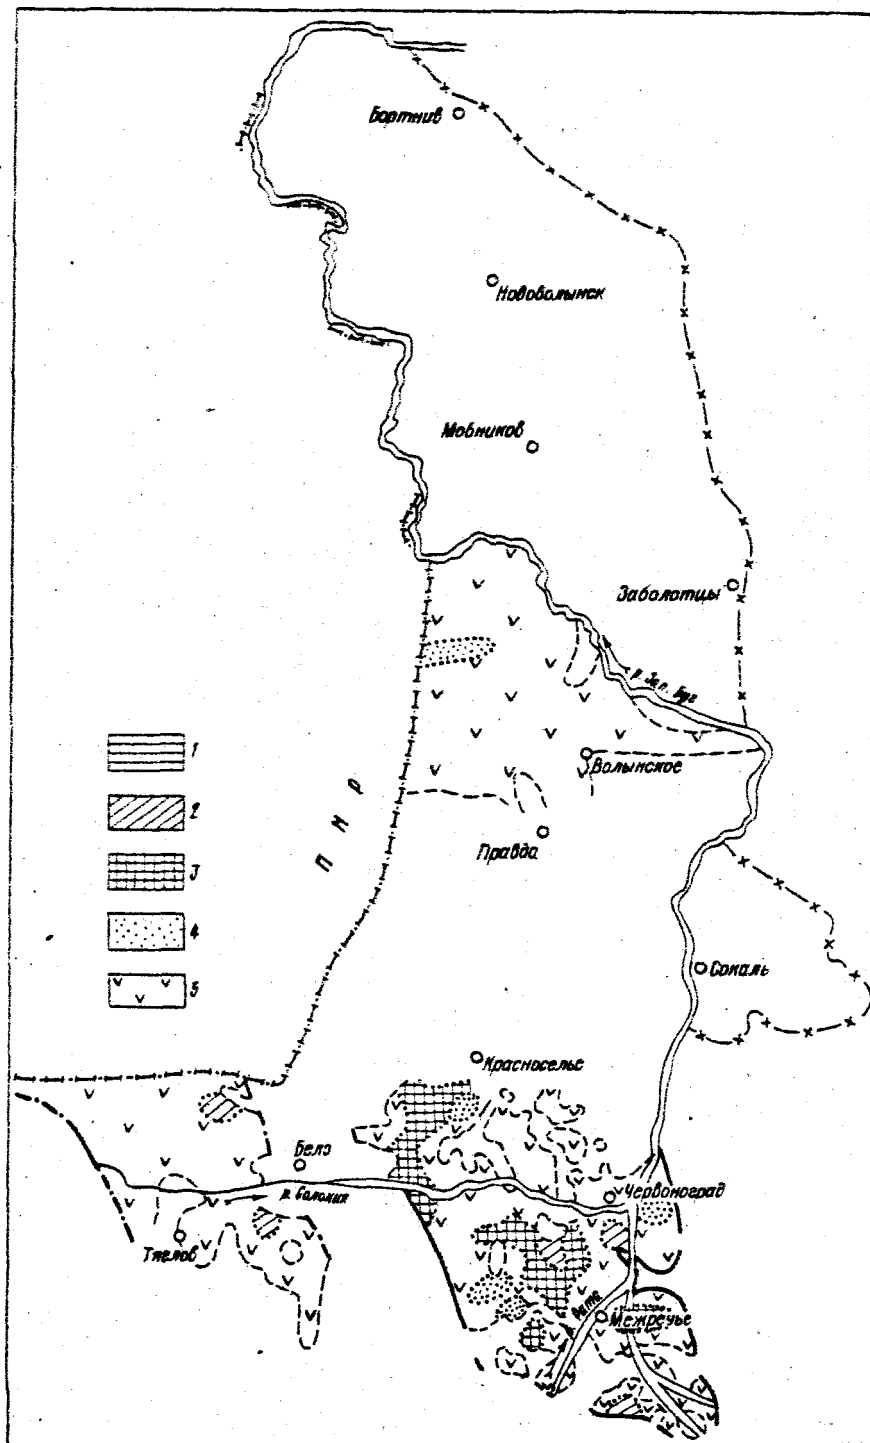 Бортнив
Нововолынск
Мовников
Заболотцы
р. Зап. Буг
Волынское
Правда
П Н Р
1
2
3
4
5
Сокаль
Красноселье
Белз
р. Солокия
Червоноград
Тяглов
р. Рата
Межречье